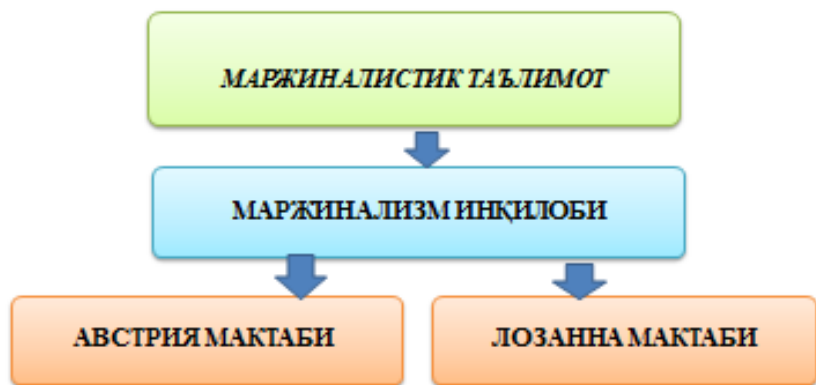 МАРЖИНАЛИСТИК ТАЪЛИМОТ
МАРЖИНАЛИЗМ ИНҚИЛОБИ
АВСТРИЯ МАКТАБИ
ЛОЗАННА МАКТАБИ